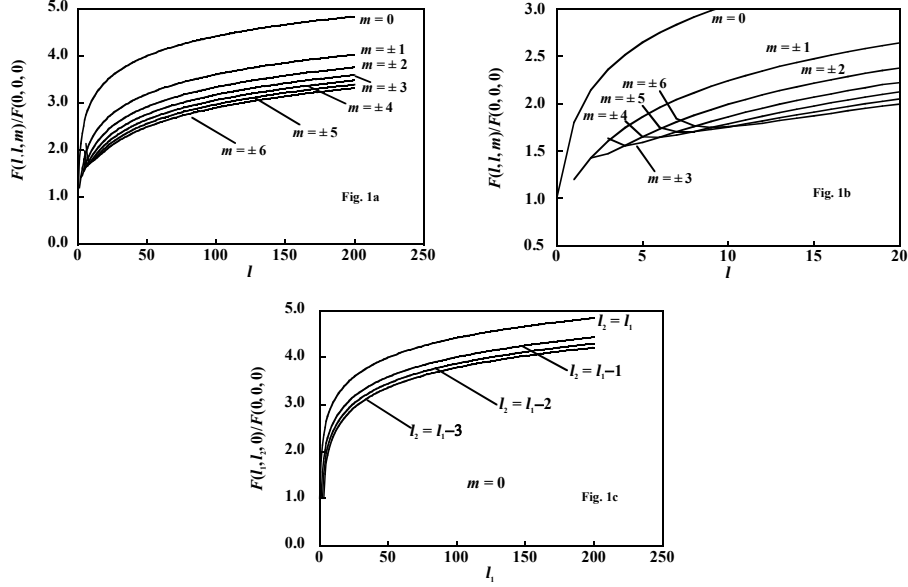 5.0
4.0
3.0
2.0
1.0
0.0
F(l.l,m)/F(0,0,0)
m = 0
m = ± 1
m = ± 2
m = ± 3
m = ± 4
m = ± 5
m = ± 6
Fig. 1a
0 50 100 150 200 250
l
3.0
2.5
2.0
1.5
1.0
0.5
F(l,l,m)/F(0,0,0)
m = 0
m = ± 1
m = ± 2
m = ± 6
m = ± 5
m = ± 4
m = ± 3
Fig. 1b
0 5 10 15 20
l
5.0
4.0
3.0
2.0
1.0
0.0
F(l₁,l₂,0)/F(0,0,0)
l₂ = l₁
l₂ = l₁–1
l₂ = l₁–2
l₂ = l₁–3
m = 0
Fig. 1c
0 50 100 150 200 250
l₁